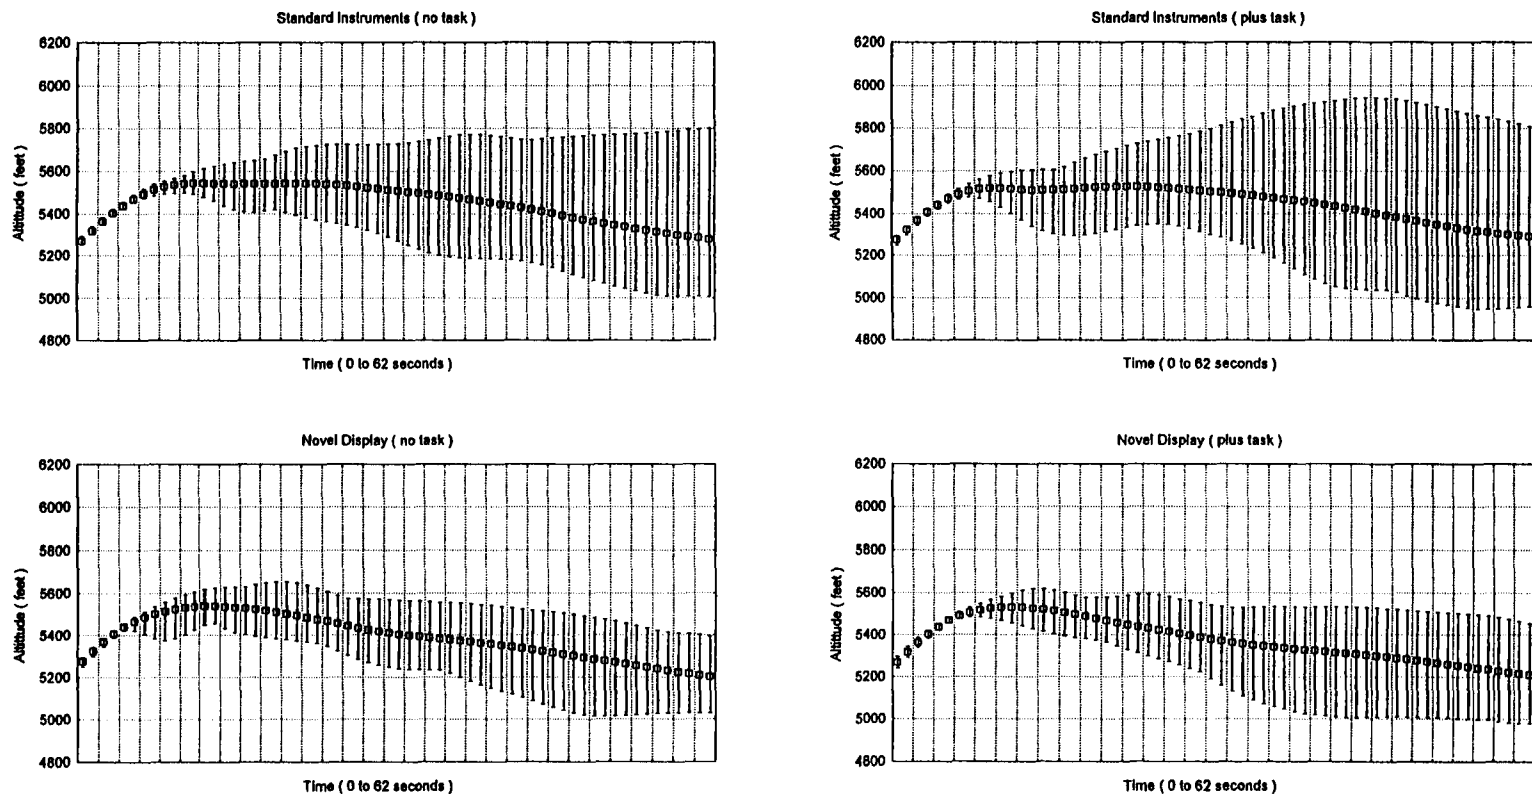 Standard Instruments ( no task )
6200
6000
5800
5600
5400
5200
5000
4800
Altitude ( feet )
Time ( 0 to 62 seconds )
Standard Instruments ( plus task )
6200
6000
5800
5600
5400
5200
5000
4800
Altitude ( feet )
Time ( 0 to 62 seconds )
Novel Display ( no task )
6200
6000
5800
5600
5400
5200
5000
4800
Altitude ( feet )
Time ( 0 to 62 seconds )
Novel Display ( plus task )
6200
6000
5800
5600
5400
5200
5000
4800
Altitude ( feet )
Time ( 0 to 62 seconds )